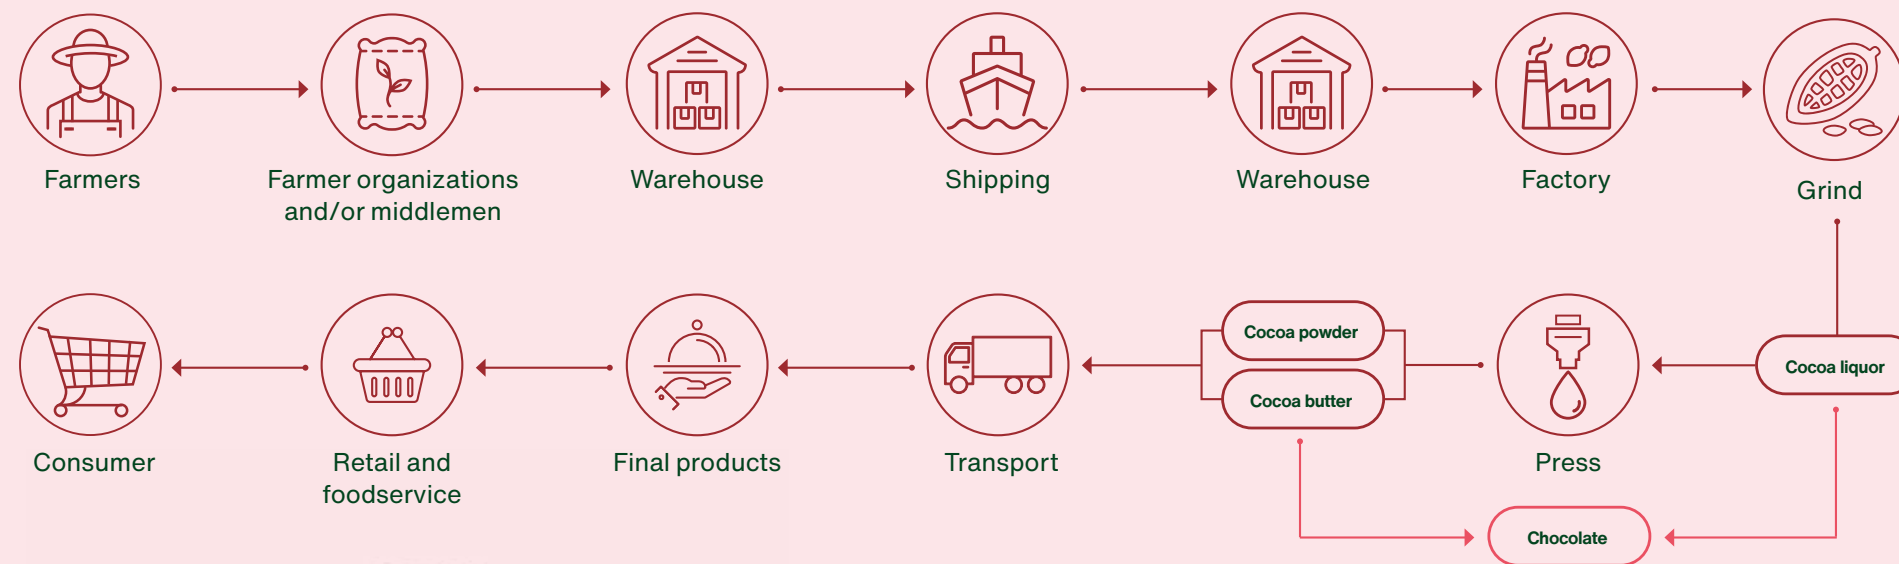 Farmers
Farmer organizations
and/or middlemen
Warehouse
Shipping
Warehouse
Factory
Grind
Consumer
Retail and
foodservice
Final products
Transport
Cocoa powder
Cocoa butter
Press
Cocoa liquor
Chocolate